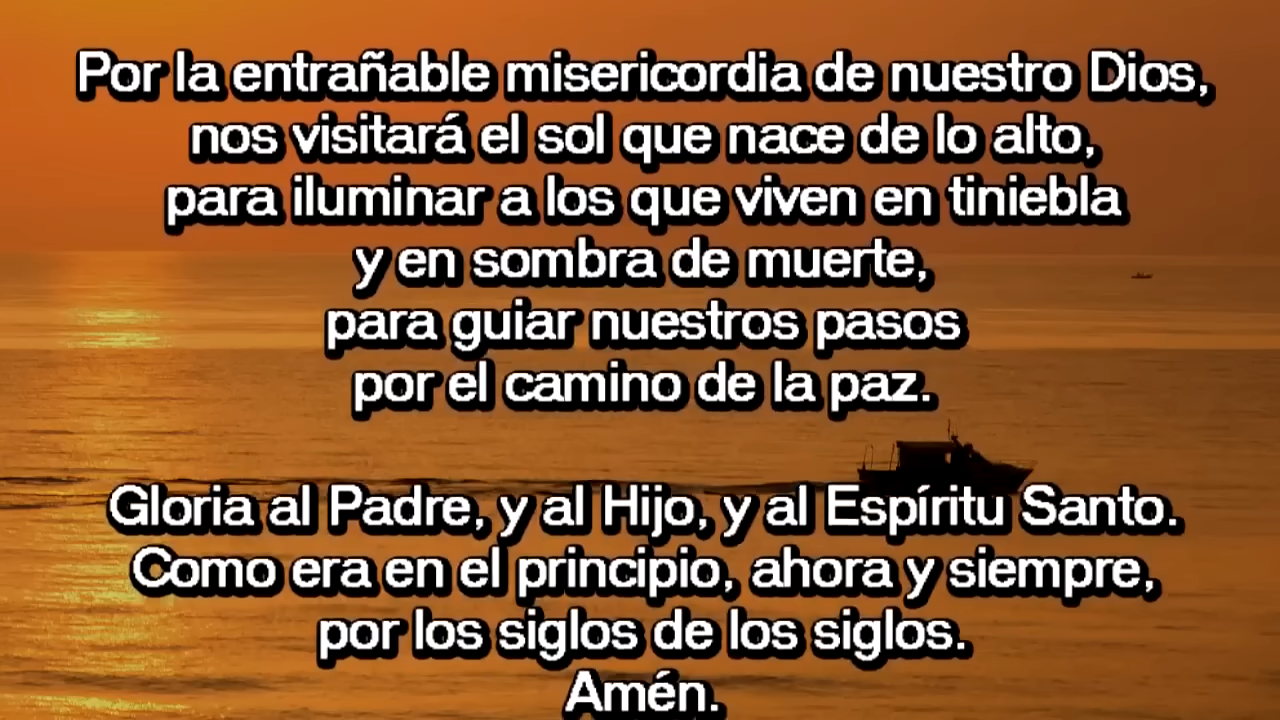 Por la entrañable misericordia de nuestro Dios,
nos visitará el sol que nace de lo alto,
para iluminar a los que viven en tiniebla
y en sombra de muerte,
para guiar nuestros pasos
por el camino de la paz.
Gloria al Padre, y al Hijo, y al Espíritu Santo.
Como era en el principio, ahora y siempre,
por los siglos de los siglos.
Amén.